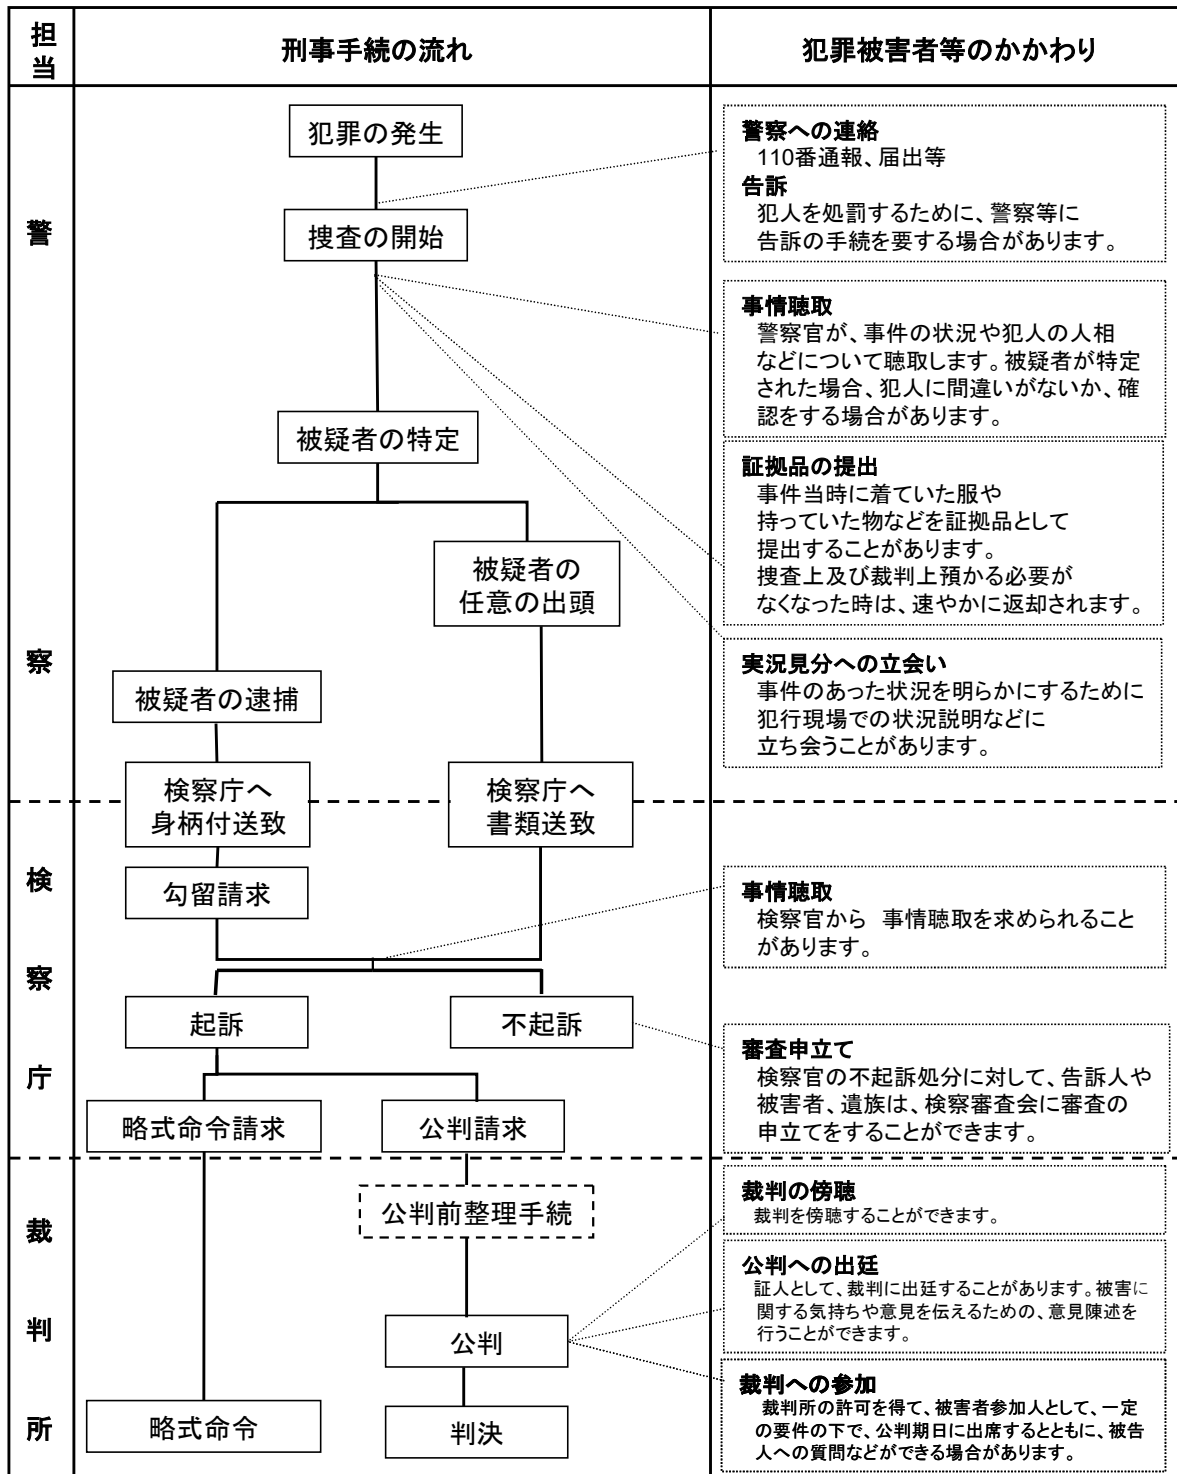 担
当
刑事手続の流れ
犯罪被害者等のかかわり
警
察
検
察
庁
裁
判
所
犯罪の発生
捜査の開始
被疑者の特定
被疑者の
任意の出頭
被疑者の逮捕
検察庁へ
身柄付送致
検察庁へ
書類送致
勾留請求
起訴
不起訴
略式命令請求
公判請求
公判前整理手続
公判
略式命令
判決
警察への連絡
110番通報、届出等
告訴
犯人を処罰するために、警察等に
告訴の手続を要する場合があります。
事情聴取
警察官が、事件の状況や犯人の人相
などについて聴取します。被疑者が特定
された場合、犯人に間違いがないか、確
認をする場合があります。
証拠品の提出
事件当時に着ていた服や
持っていた物などを証拠品として
提出することがあります。
捜査上及び裁判上預かる必要が
なくなった時は、速やかに返却されます。
実況見分への立会い
事件のあった状況を明らかにするために
犯行現場での状況説明などに
立ち会うことがあります。
事情聴取
検察官から 事情聴取を求められること
があります。
審査申立て
検察官の不起訴処分に対して、告訴人や
被害者、遺族は、検察審査会に審査の
申立てをすることができます。
裁判の傍聴
裁判を傍聴することができます。
公判への出廷
証人として、裁判に出廷することがあります。被害に
関する気持ちや意見を伝えるための、意見陳述を
行うことができます。
裁判への参加
裁判所の許可を得て、被害者参加人として、一定
の要件の下で、公判期日に出席するとともに、被告
人への質問などができる場合があります。